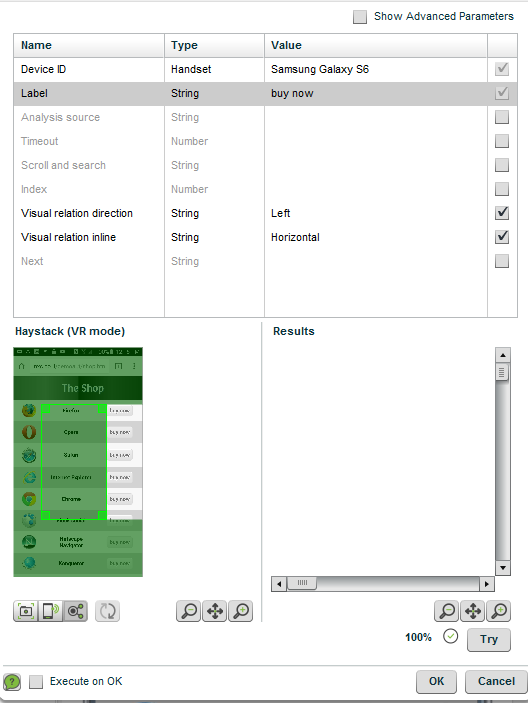 Show Advanced Parameters
Name Type Value
Device ID Handset Samsung Galaxy S6
Label String buy now
Analysis source String
Timeout Number
Scroll and search String
Index Number
Visual relation direction String Left
Visual relation inline String Horizontal
Next String
Haystack (VR mode) Results
The Shop
Firefox buy now
Opera buy now
Safari buy now
Internet Explorer buy now
Chrome buy now
buy now
Netscape
Navigator buy now
Konqueror buy now
100% Try
Execute on OK OK Cancel